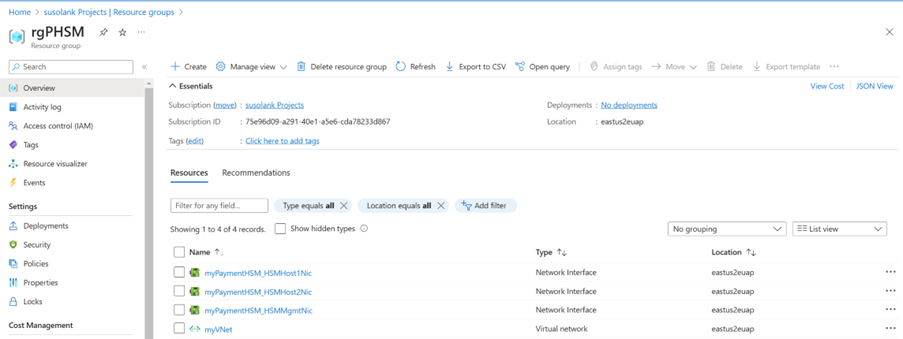 Home > susolank Projects | Resource groups >
rgPHSM
Resource group
Search
Overview
Activity log
Access control (IAM)
Tags
Resource visualizer
Events
Settings
Deployments
Security
Policies
Properties
Locks
Cost Management
Create Manage view Delete resource group Refresh Export to CSV Open query Assign tags Move Delete Export template
Essentials View Cost JSON View
Subscription (move) : susolank Projects Deployments : No deployments
Subscription ID : 75e96d09-a291-40e1-a5e6-cda78233d867 Location : eastus2euap
Tags (edit) : Click here to add tags
Resources Recommendations
Filter for any field... Type equals all Location equals all Add filter
Showing 1 to 4 of 4 records. Show hidden types No grouping List view
Name Type Location
myPaymentHSM_HSMHost1Nic Network Interface eastus2euap
myPaymentHSM_HSMHost2Nic Network Interface eastus2euap
myPaymentHSM_HSMMgmtNic Network Interface eastus2euap
myVNet Virtual network eastus2euap